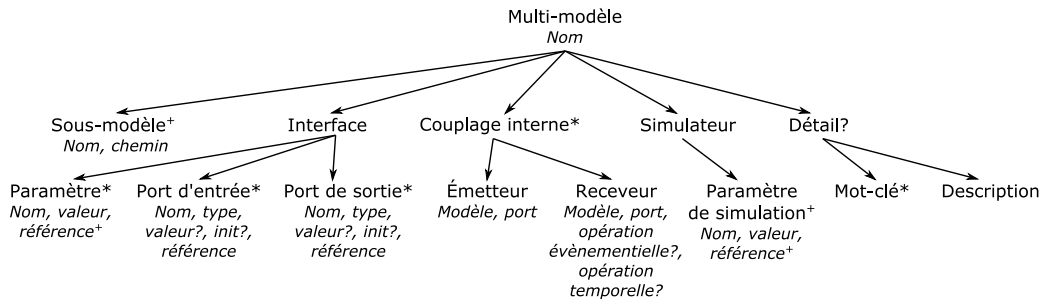 Multi-modèle
Nom
Sous-modèle+
Nom, chemin
Interface
Couplage interne*
Simulateur
Détail?
Paramètre*
Nom, valeur,
référence+
Port d'entrée*
Nom, type,
valeur?, init?,
référence
Port de sortie*
Nom, type,
valeur?, init?,
référence
Émetteur
Modèle, port
Receveur
Modèle, port,
opération
évènementielle?,
opération
temporelle?
Paramètre
de simulation+
Nom, valeur,
référence+
Mot-clé*
Description